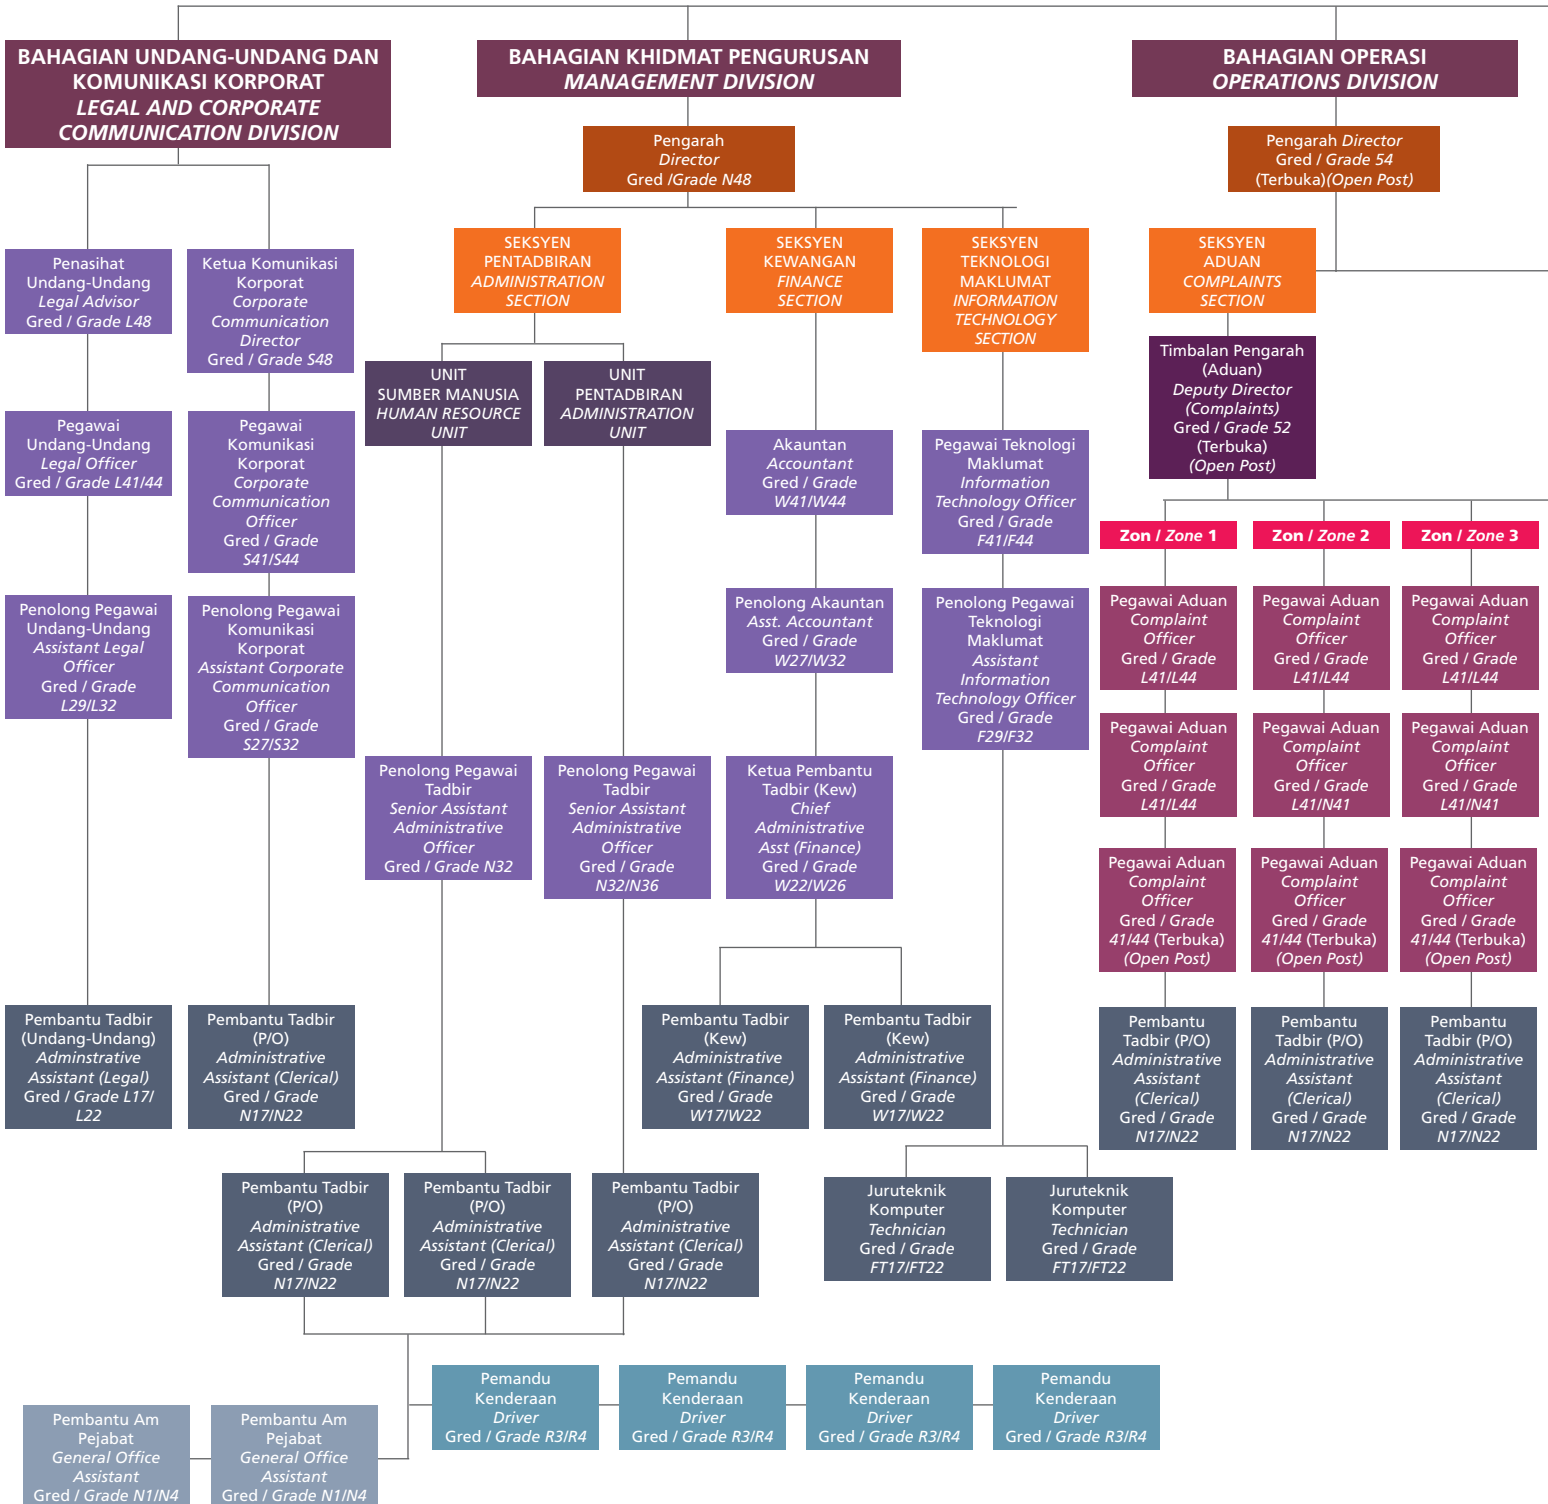 BAHAGIAN UNDANG-UNDANG DAN
KOMUNIKASI KORPORAT
LEGAL AND CORPORATE
COMMUNICATION DIVISION
Penasihat
Undang-Undang
Legal Advisor
Gred / Grade L48
Pegawai
Undang-Undang
Legal Officer
Gred / Grade L41/44
Penolong Pegawai
Undang-Undang
Assistant Legal
Officer
Gred / Grade
L29/L32
Pembantu Tadbir
(Undang-Undang)
Adminstrative
Assistant (Legal)
Gred / Grade L17/
L22
Ketua Komunikasi
Korporat
Corporate
Communication
Director
Gred / Grade S48
Pegawai
Komunikasi
Korporat
Corporate
Communication
Officer
Gred / Grade
S41/S44
Penolong Pegawai
Komunikasi
Korporat
Assistant Corporate
Communication
Officer
Gred / Grade
S27/S32
Pembantu Tadbir
(P/O)
Administrative
Assistant (Clerical)
Gred / Grade
N17/N22
BAHAGIAN KHIDMAT PENGURUSAN
MANAGEMENT DIVISION
Pengarah
Director
Gred /Grade N48
SEKSYEN
PENTADBIRAN
ADMINISTRATION
SECTION
UNIT
SUMBER MANUSIA
HUMAN RESOURCE
UNIT
Penolong Pegawai
Tadbir
Senior Assistant
Administrative
Officer
Gred / Grade N32
Pembantu Tadbir
(P/O)
Administrative
Assistant (Clerical)
Gred / Grade
N17/N22
Pembantu Tadbir
(P/O)
Administrative
Assistant (Clerical)
Gred / Grade
N17/N22
UNIT
PENTADBIRAN
ADMINISTRATION
UNIT
Penolong Pegawai
Tadbir
Senior Assistant
Administrative
Officer
Gred / Grade
N32/N36
Pembantu Tadbir
(P/O)
Administrative
Assistant (Clerical)
Gred / Grade
N17/N22
Pemandu
Kenderaan
Driver
Gred / Grade R3/R4
Pemandu
Kenderaan
Driver
Gred / Grade R3/R4
Pemandu
Kenderaan
Driver
Gred / Grade R3/R4
Pemandu
Kenderaan
Driver
Gred / Grade R3/R4
Pembantu Am
Pejabat
General Office
Assistant
Gred / Grade N1/N4
Pembantu Am
Pejabat
General Office
Assistant
Gred / Grade N1/N4
SEKSYEN
KEWANGAN
FINANCE
SECTION
Akauntan
Accountant
Gred / Grade
W41/W44
Penolong Akauntan
Asst. Accountant
Gred / Grade
W27/W32
Ketua Pembantu
Tadbir (Kew)
Chief
Administrative
Asst (Finance)
Gred / Grade
W22/W26
Pembantu Tadbir
(Kew)
Administrative
Assistant (Finance)
Gred / Grade
W17/W22
Pembantu Tadbir
(Kew)
Administrative
Assistant (Finance)
Gred / Grade
W17/W22
SEKSYEN
TEKNOLOGI
MAKLUMAT
INFORMATION
TECHNOLOGY
SECTION
Pegawai Teknologi
Maklumat
Information
Technology Officer
Gred / Grade
F41/F44
Penolong Pegawai
Teknologi
Maklumat
Assistant
Information
Technology Officer
Gred / Grade
F29/F32
Juruteknik
Komputer
Technician
Gred / Grade
FT17/FT22
Juruteknik
Komputer
Technician
Gred / Grade
FT17/FT22
BAHAGIAN OPERASI
OPERATIONS DIVISION
Pengarah Director
Gred / Grade 54
(Terbuka)(Open Post)
SEKSYEN
ADUAN
COMPLAINTS
SECTION
Timbalan Pengarah
(Aduan)
Deputy Director
(Complaints)
Gred / Grade 52
(Terbuka)
(Open Post)
Zon / Zone 1
Pegawai Aduan
Complaint
Officer
Gred / Grade
L41/L44
Pegawai Aduan
Complaint
Officer
Gred / Grade
L41/L44
Pegawai Aduan
Complaint
Officer
Gred / Grade
41/44 (Terbuka)
(Open Post)
Pembantu
Tadbir (P/O)
Administrative
Assistant
(Clerical)
Gred / Grade
N17/N22
Zon / Zone 2
Pegawai Aduan
Complaint
Officer
Gred / Grade
L41/L44
Pegawai Aduan
Complaint
Officer
Gred / Grade
L41/N41
Pegawai Aduan
Complaint
Officer
Gred / Grade
41/44 (Terbuka)
(Open Post)
Pembantu
Tadbir (P/O)
Administrative
Assistant
(Clerical)
Gred / Grade
N17/N22
Zon / Zone 3
Pegawai Aduan
Complaint
Officer
Gred / Grade
L41/L44
Pegawai Aduan
Complaint
Officer
Gred / Grade
L41/N41
Pegawai Aduan
Complaint
Officer
Gred / Grade
41/44 (Terbuka)
(Open Post)
Pembantu
Tadbir (P/O)
Administrative
Assistant
(Clerical)
Gred / Grade
N17/N22